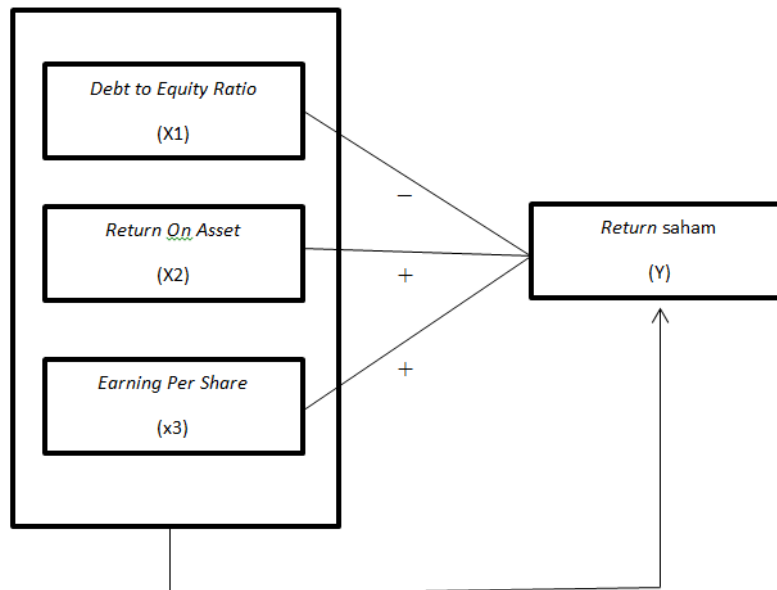 Debt to Equity Ratio
(X1)
−
Return On Asset
(X2)
Return saham
(Y)
+
Earning Per Share
(x3)
+